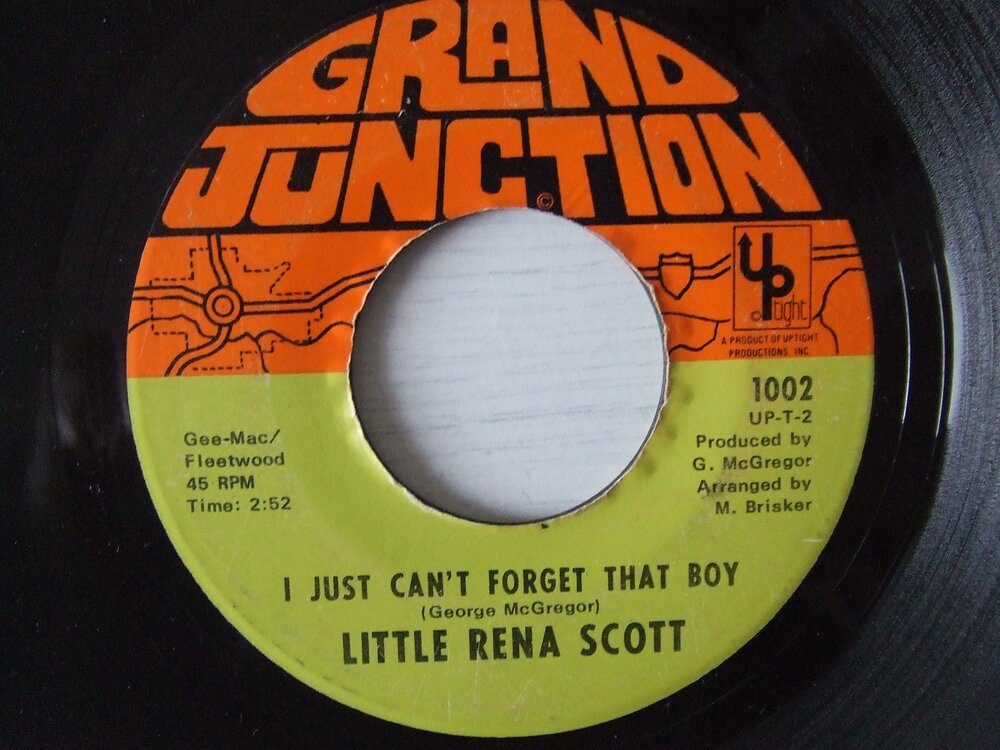 GRAND
JUNCTION
©
UP
© tight
A PRODUCT OF UPTIGHT
PRODUCTIONS, INC.
1002
UP-T-2
Produced by
G. McGregor
Arranged by
M. Brisker
Gee-Mac/
Fleetwood
45 RPM
Time: 2:52
I JUST CAN'T FORGET THAT BOY
(George McGregor)
LITTLE RENA SCOTT